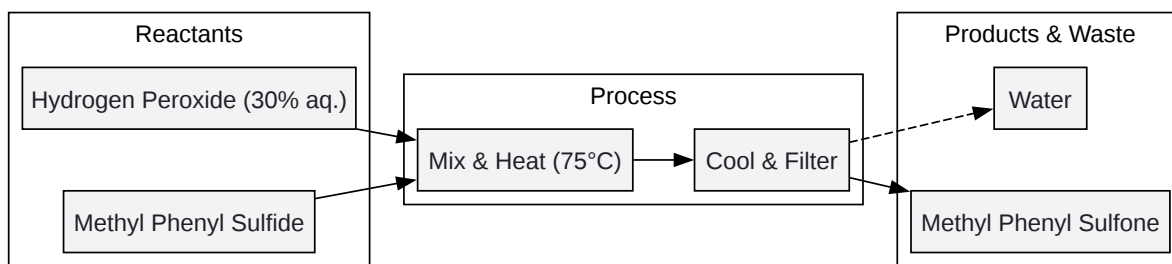 Reactants
Hydrogen Peroxide (30% aq.)
Methyl Phenyl Sulfide
Process
Mix & Heat (75°C)
Cool & Filter
Products & Waste
Water
Methyl Phenyl Sulfone